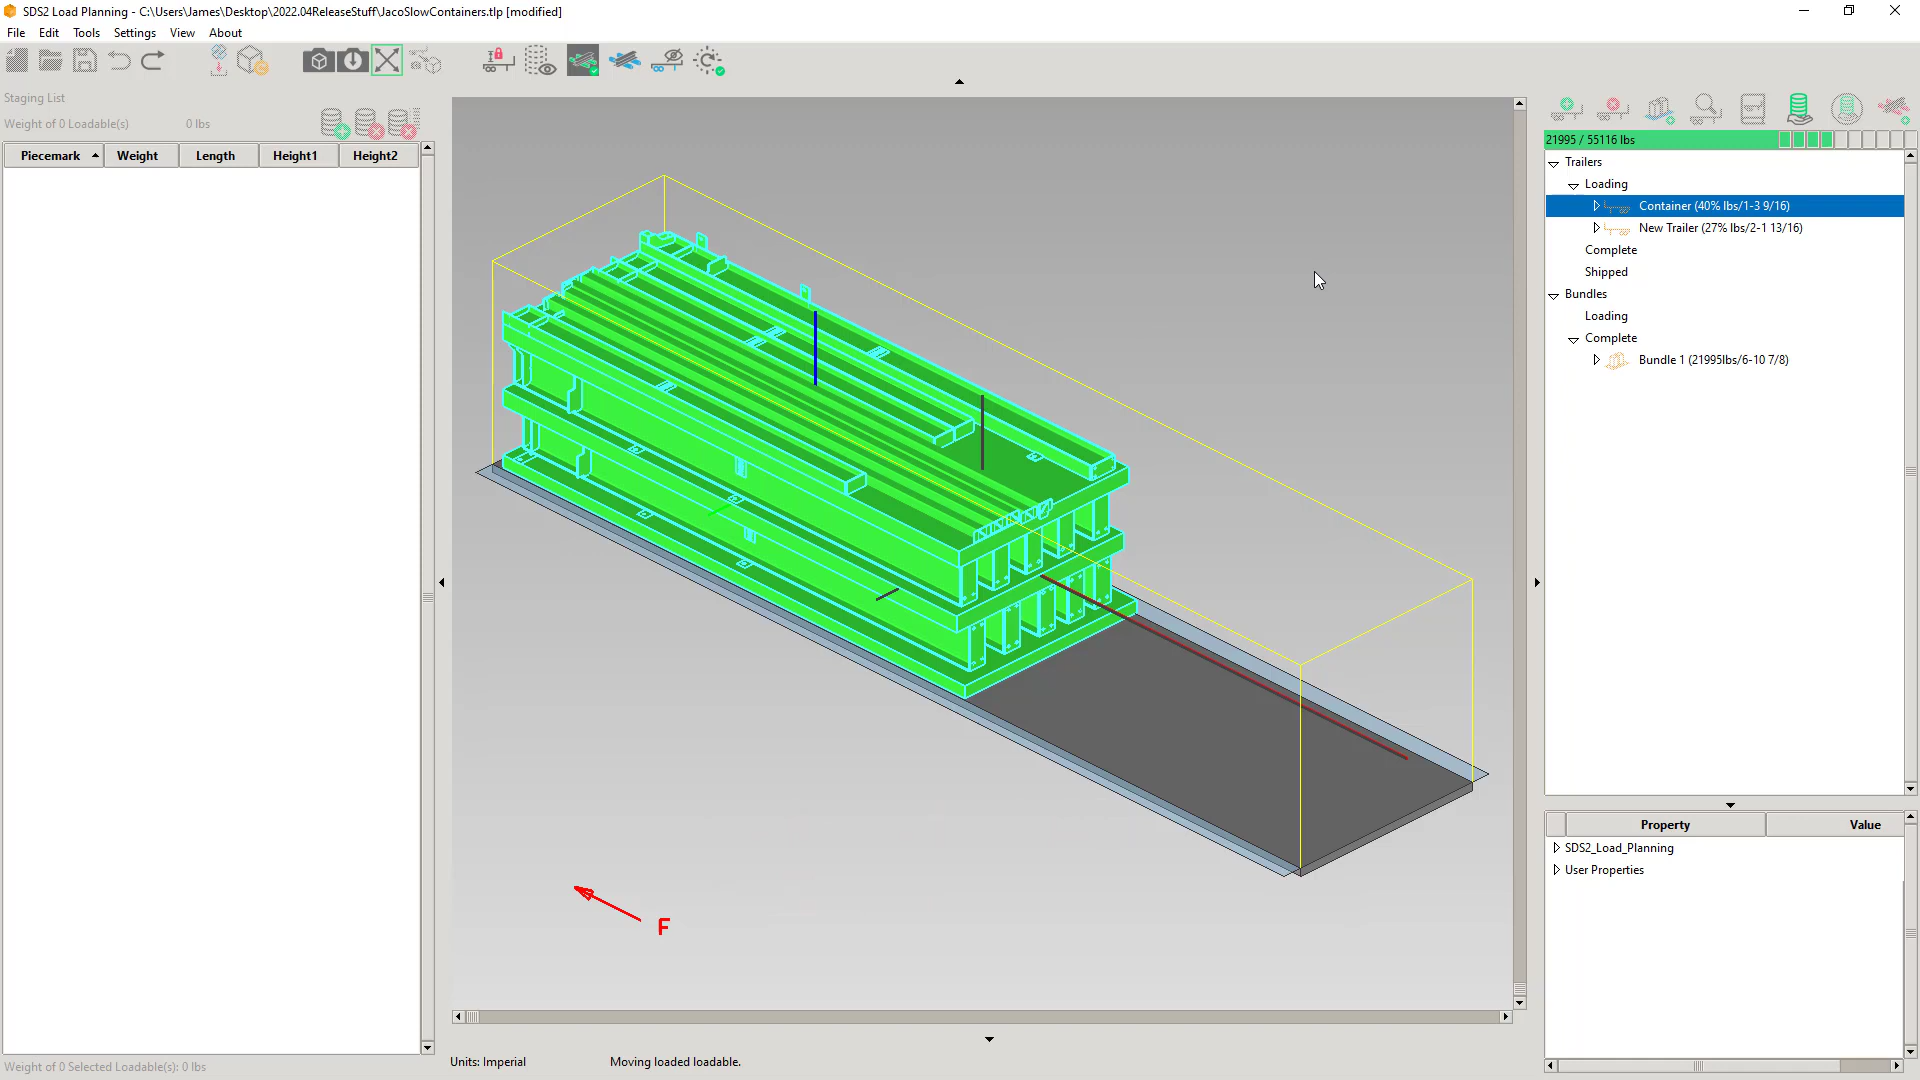 SDS2 Load Planning - C:\Users\James\Desktop\2022.04ReleaseStuff\JacoSlowContainers.tlp [modified]
File Edit Tools Settings View About
Staging List
Weight of 0 Loadable(s) 0 lbs
Piecemark Weight Length Height1 Height2
21995 / 55116 lbs
Trailers
Loading
Container (40% lbs/1-3 9/16)
New Trailer (27% lbs/2-1 13/16)
Complete
Shipped
Bundles
Loading
Complete
Bundle 1 (21995lbs/6-10 7/8)
Property Value
SDS2_Load_Planning
User Properties
F
Weight of 0 Selected Loadable(s): 0 lbs
Units: Imperial
Moving loaded loadable.